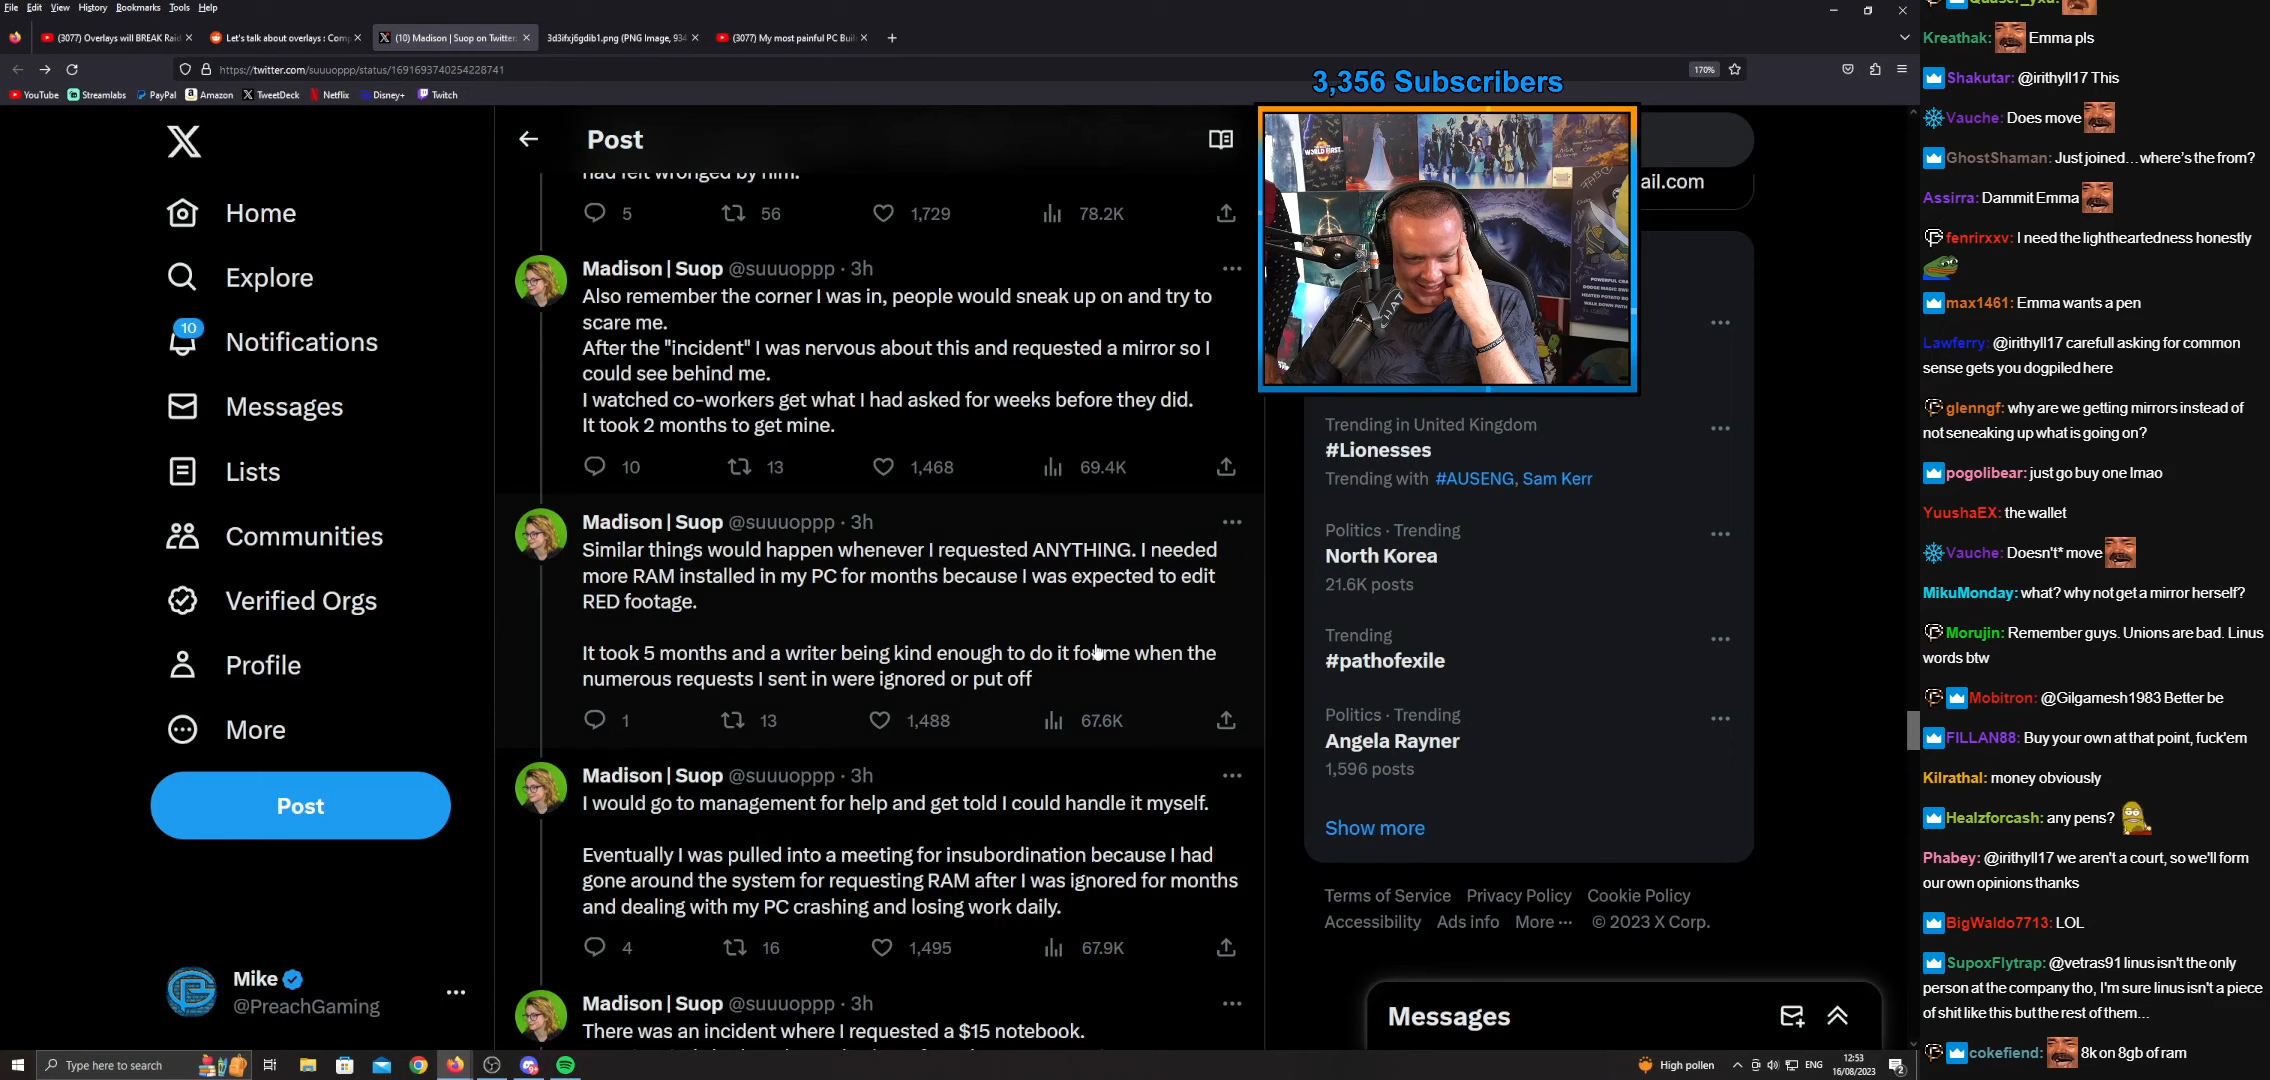 File Edit View History Bookmarks Tools Help
(3077) Overlays will BREAK Raid
Let's talk about overlays : Comp
(10) Madison | Suop on Twitter:
3d3ifxj6gdib1.png (PNG Image, 934
(3077) My most painful PC Buil
https://twitter.com/suuuoppp/status/1691693740254228741
170%
YouTube Streamlabs PayPal Amazon TweetDeck Netflix Disney+ Twitch
Home
Explore
10
Notifications
Messages
Lists
Communities
Verified Orgs
Profile
More
Post
Mike
@PreachGaming
Post
had felt wronged by him.
5 56 1,729 78.2K
Madison | Suop @suuuoppp · 3h
Also remember the corner I was in, people would sneak up on and try to
scare me.
After the "incident" I was nervous about this and requested a mirror so I
could see behind me.
I watched co-workers get what I had asked for weeks before they did.
It took 2 months to get mine.
10 13 1,468 69.4K
Madison | Suop @suuuoppp · 3h
Similar things would happen whenever I requested ANYTHING. I needed
more RAM installed in my PC for months because I was expected to edit
RED footage.
It took 5 months and a writer being kind enough to do it for me when the
numerous requests I sent in were ignored or put off
1 13 1,488 67.6K
Madison | Suop @suuuoppp · 3h
I would go to management for help and get told I could handle it myself.
Eventually I was pulled into a meeting for insubordination because I had
gone around the system for requesting RAM after I was ignored for months
and dealing with my PC crashing and losing work daily.
4 16 1,495 67.9K
Madison | Suop @suuuoppp · 3h
There was an incident where I requested a $15 notebook.
3,356 Subscribers
WORLD FIRST
CHAT
ail.com
Trending in United Kingdom
#Lionesses
Trending with #AUSENG, Sam Kerr
Politics · Trending
North Korea
21.6K posts
Trending
#pathofexile
Politics · Trending
Angela Rayner
1,596 posts
Show more
Terms of Service Privacy Policy Cookie Policy
Accessibility Ads info More ··· © 2023 X Corp.
Messages
Kreathak: Emma pls
Shakutar: @irithyll17 This
Vauche: Does move
GhostShaman: Just joined...where's the from?
Assirra: Dammit Emma
fenrirxxv: I need the lightheartedness honestly
max1461: Emma wants a pen
Lawferry: @irithyll17 carefull asking for common
sense gets you dogpiled here
glenngf: why are we getting mirrors instead of
not seneaking up what is going on?
pogolibear: just go buy one lmao
YuushaEX: the wallet
Vauche: Doesn't* move
MikuMonday: what? why not get a mirror herself?
Morujin: Remember guys. Unions are bad. Linus
words btw
Mobitron: @Gilgamesh1983 Better be
FILLAN88: Buy your own at that point, fuck'em
Kilrathal: money obviously
Healzforcash: any pens?
Phabey: @irithyll17 we aren't a court, so we'll form
our own opinions thanks
BigWaldo7713: LOL
SupoxFlytrap: @vetras91 linus isn't the only
person at the company tho, I'm sure linus isn't a piece
of shit like this but the rest of them...
cokefiend: 8k on 8gb of ram
Type here to search
High pollen
ENG
12:53
16/08/2023
2